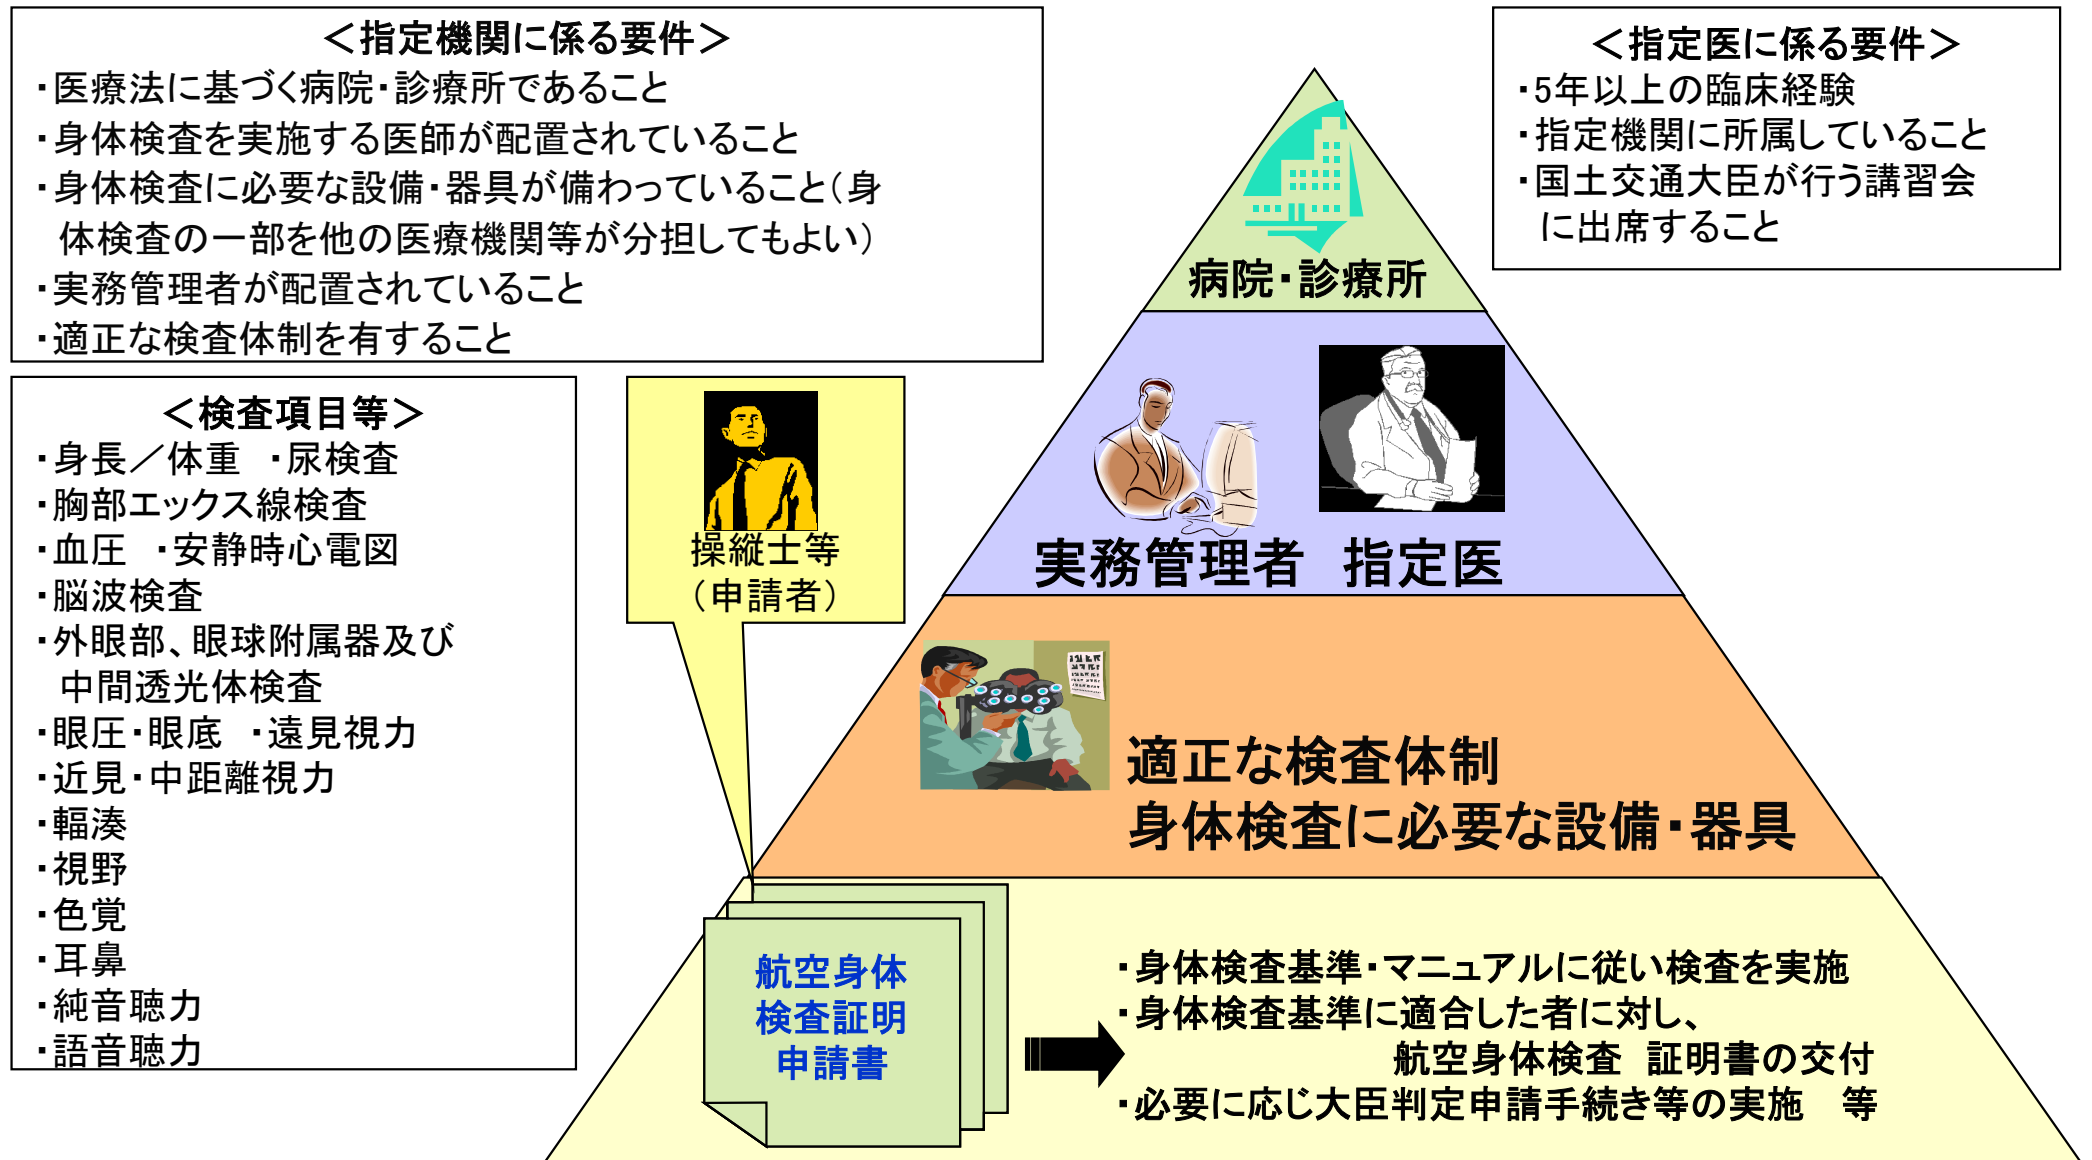 ＜指定機関に係る要件＞
・医療法に基づく病院・診療所であること
・身体検査を実施する医師が配置されていること
・身体検査に必要な設備・器具が備わっていること（身
体検査の一部を他の医療機関等が分担してもよい）
・実務管理者が配置されていること
・適正な検査体制を有すること
＜指定医に係る要件＞
・5年以上の臨床経験
・指定機関に所属していること
・国土交通大臣が行う講習会
に出席すること
＜検査項目等＞
・身長／体重　・尿検査
・胸部エックス線検査
・血圧　・安静時心電図
・脳波検査
・外眼部、眼球附属器及び
中間透光体検査
・眼圧・眼底　・遠見視力
・近見・中距離視力
・輻湊
・視野
・色覚
・耳鼻
・純音聴力
・語音聴力
操縦士等
（申請者）
病院・診療所
実務管理者　指定医
適正な検査体制
身体検査に必要な設備・器具
航空身体
検査証明
申請書
・身体検査基準・マニュアルに従い検査を実施
・身体検査基準に適合した者に対し、
航空身体検査　証明書の交付
・必要に応じ大臣判定申請手続き等の実施　等